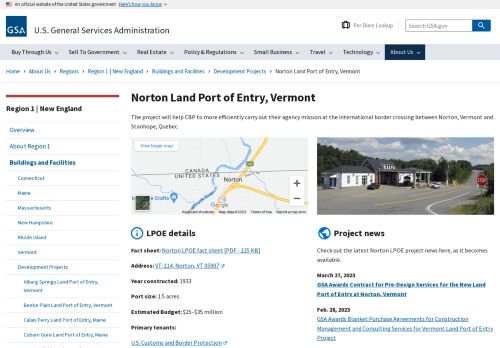 An official website of the United States government Here's how you know
GSA
U.S. General Services Administration
Per Diem Lookup
Search GSA.gov
Buy Through Us
Sell To Government
Real Estate
Policy & Regulations
Small Business
Travel
Technology
About Us
Home > About Us > Regions > Region 1 | New England > Buildings and Facilities > Development Projects > Norton Land Port of Entry, Vermont
Region 1 | New England
Overview
About Region 1
Buildings and Facilities
Connecticut
Maine
Massachusetts
New Hampshire
Rhode Island
Vermont
Development Projects
Alburg Springs Land Port of Entry,
Vermont
Beebe Plain Land Port of Entry, Vermont
Calais Ferry Land Port of Entry, Maine
Coburn Gore Land Port of Entry, Maine
Norton Land Port of Entry, Vermont
The project will help CBP to more efficiently carry out their agency mission at the international border crossing between Norton, Vermont and
Stanhope, Quebec.
View larger map
CANADA
UNITED STATES
Norton
Crafts
Google
Keyboard shortcuts
Map data ©2023
Terms of Use
Report a map error
STOP
LPOE details
Fact sheet: Norton LPOE fact sheet [PDF - 125 KB]
Address: VT-114, Norton, VT 05907
Year constructed: 1933
Port size: 1.5 acres
Estimated Budget: $25–$35 million
Primary tenants:
U.S. Customs and Border Protection
Project news
Check out the latest Norton LPOE project news here, as it becomes
available.
March 27, 2023
GSA Awards Contract for Pre-Design Services for the New Land
Port of Entry at Norton, Vermont
Feb. 28, 2023
GSA Awards Blanket Purchase Agreements for Construction
Management and Consulting Services for Vermont Land Port of Entry
Project